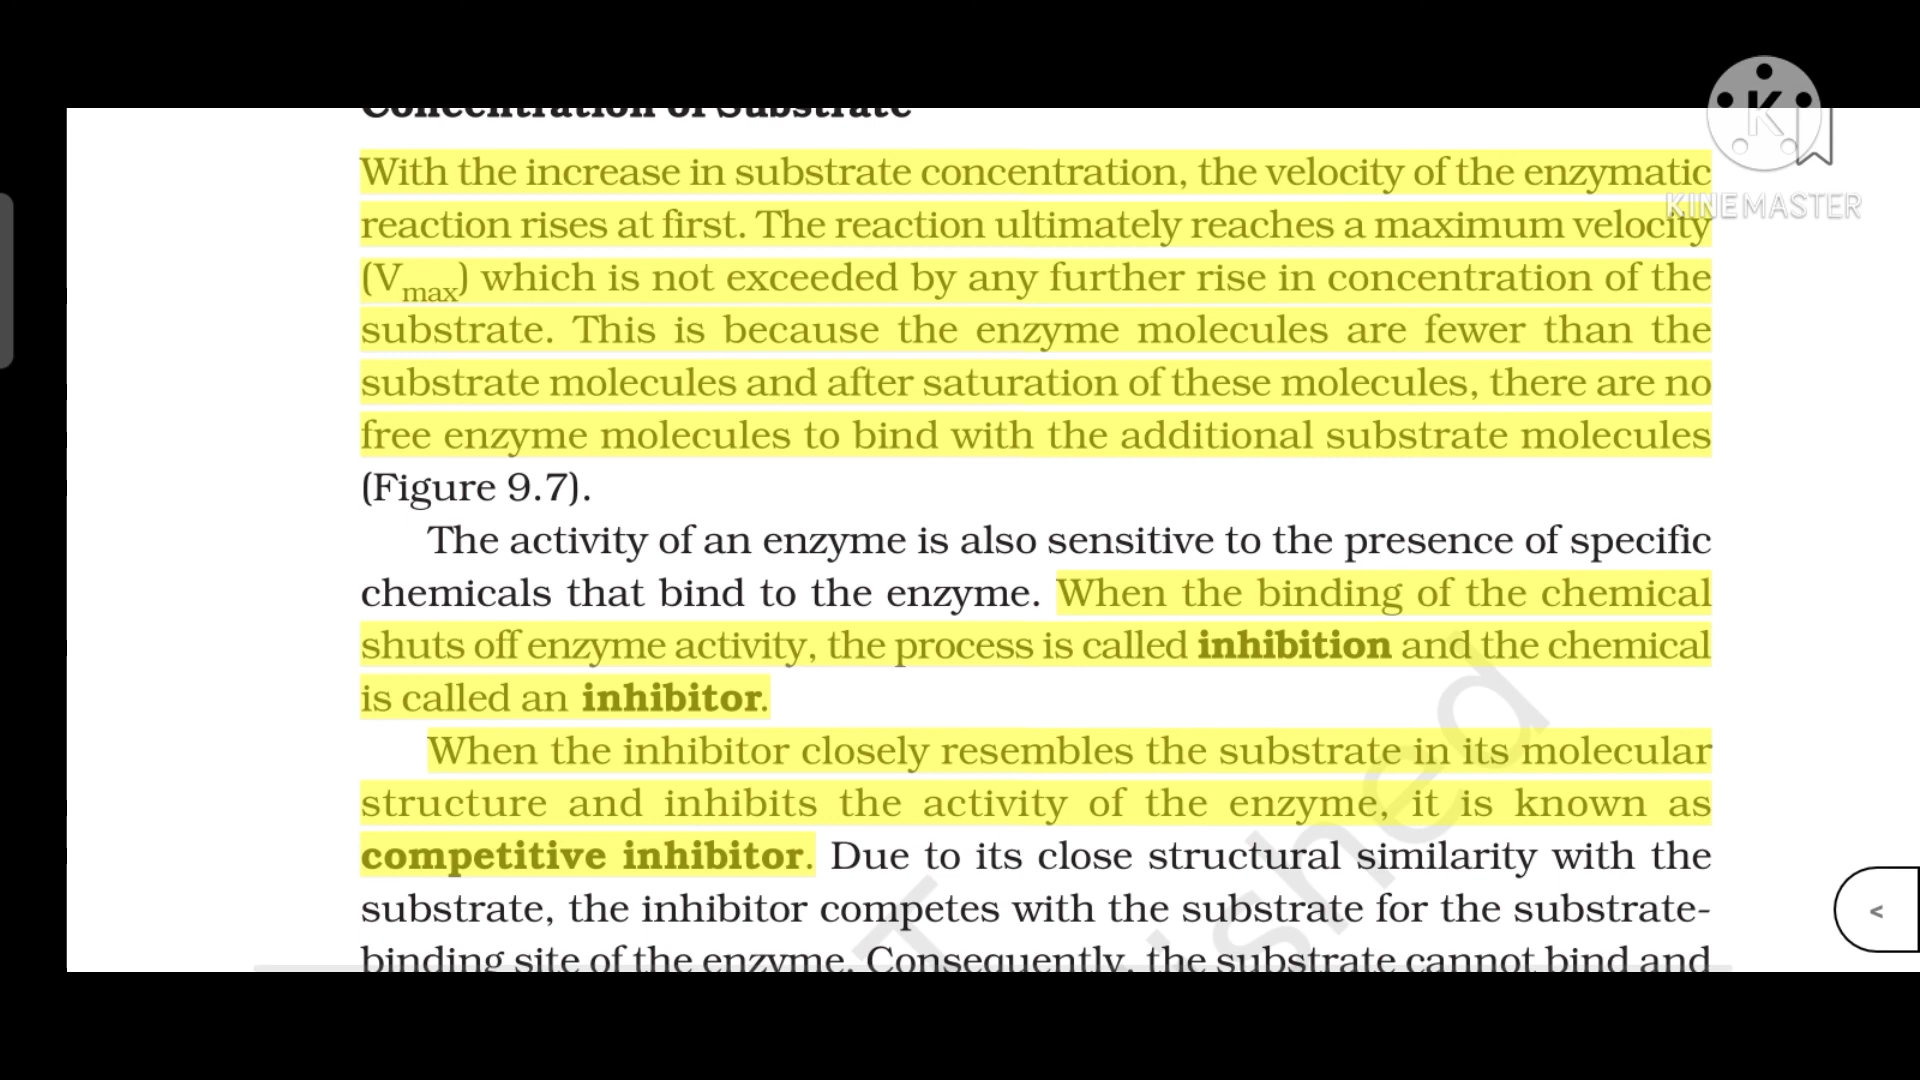 Concentration of Substrate
With the increase in substrate concentration, the velocity of the enzymatic
reaction rises at first. The reaction ultimately reaches a maximum velocity
(Vmax) which is not exceeded by any further rise in concentration of the
substrate. This is because the enzyme molecules are fewer than the
substrate molecules and after saturation of these molecules, there are no
free enzyme molecules to bind with the additional substrate molecules
(Figure 9.7).
The activity of an enzyme is also sensitive to the presence of specific
chemicals that bind to the enzyme. When the binding of the chemical
shuts off enzyme activity, the process is called inhibition and the chemical
is called an inhibitor.
When the inhibitor closely resembles the substrate in its molecular
structure and inhibits the activity of the enzyme, it is known as
competitive inhibitor. Due to its close structural similarity with the
substrate, the inhibitor competes with the substrate for the substrate-
binding site of the enzyme. Consequently, the substrate cannot bind and
K
KINEMASTER
<